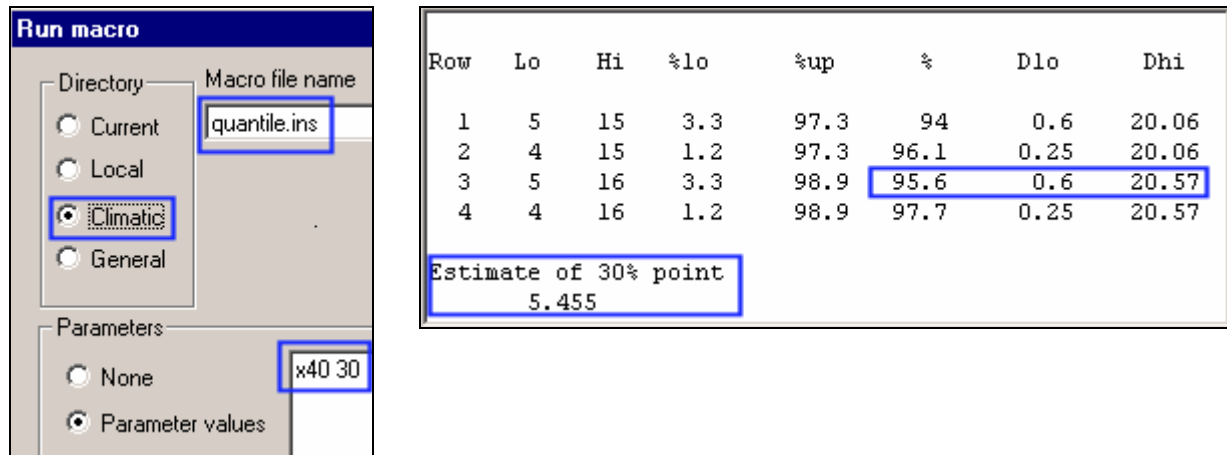 Run macro
Directory
Macro file name
Current
quantile.ins
Local
Climatic
General
Parameters
None
x40 30
Parameter values
Row Lo Hi %lo %up % Dlo Dhi
1 5 15 3.3 97.3 94 0.6 20.06
2 4 15 1.2 97.3 96.1 0.25 20.06
3 5 16 3.3 98.9 95.6 0.6 20.57
4 4 16 1.2 98.9 97.7 0.25 20.57
Estimate of 30% point
5.455